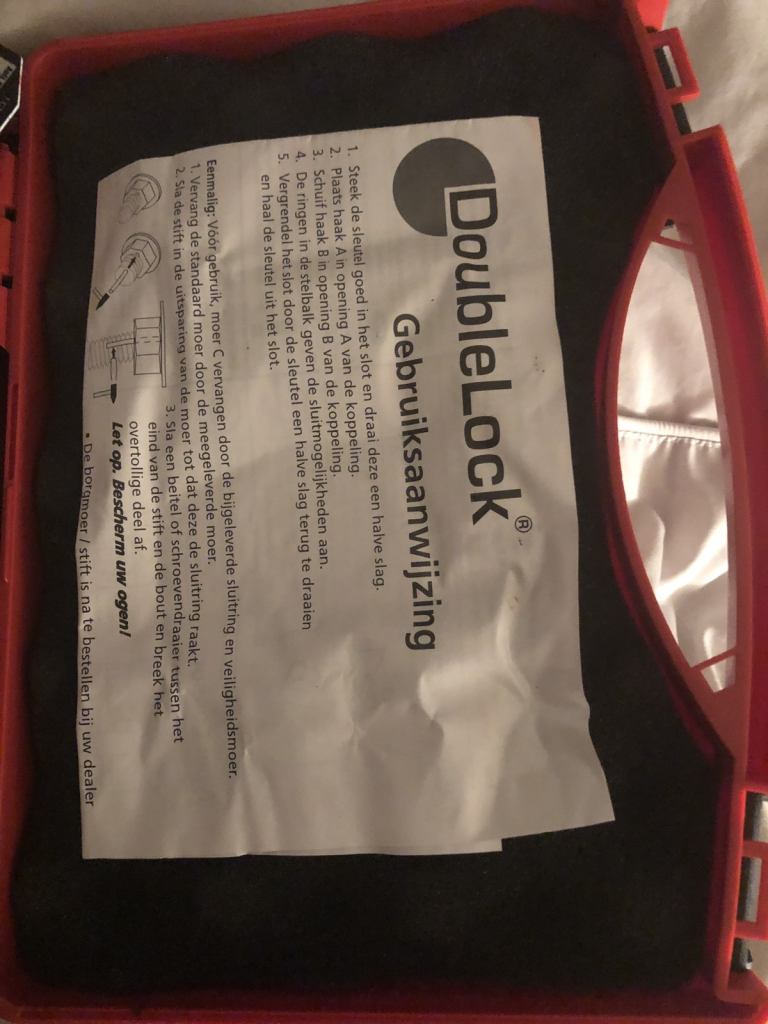 DoubleLock®
Gebruiksaanwijzing
1. Steek de sleutel goed in het slot en draai deze een halve slag.
2. Plaats haak A in opening A van de koppeling.
3. Schuif haak B in opening B van de koppeling.
4. De ringen in de stelbalk geven de sluitmogelijkheden aan.
5. Vergrendel het slot door de sleutel een halve slag terug te draaien
en haal de sleutel uit het slot.
Eenmalig: Vóór gebruik, moer C vervangen door de bijgeleverde sluitring en veiligheidsmoer.
1. Vervang de standaard moer door de meegeleverde moer.
2. Sla de stift in de uitsparing van de moer tot dat deze de sluitring raakt.
3. Sla een beitel of schroevendraaier tussen het
eind van de stift en de bout en breek het
overtollige deel af.
Let op. Bescherm uw ogen!
• De borgmoer / stift is na te bestellen bij uw dealer